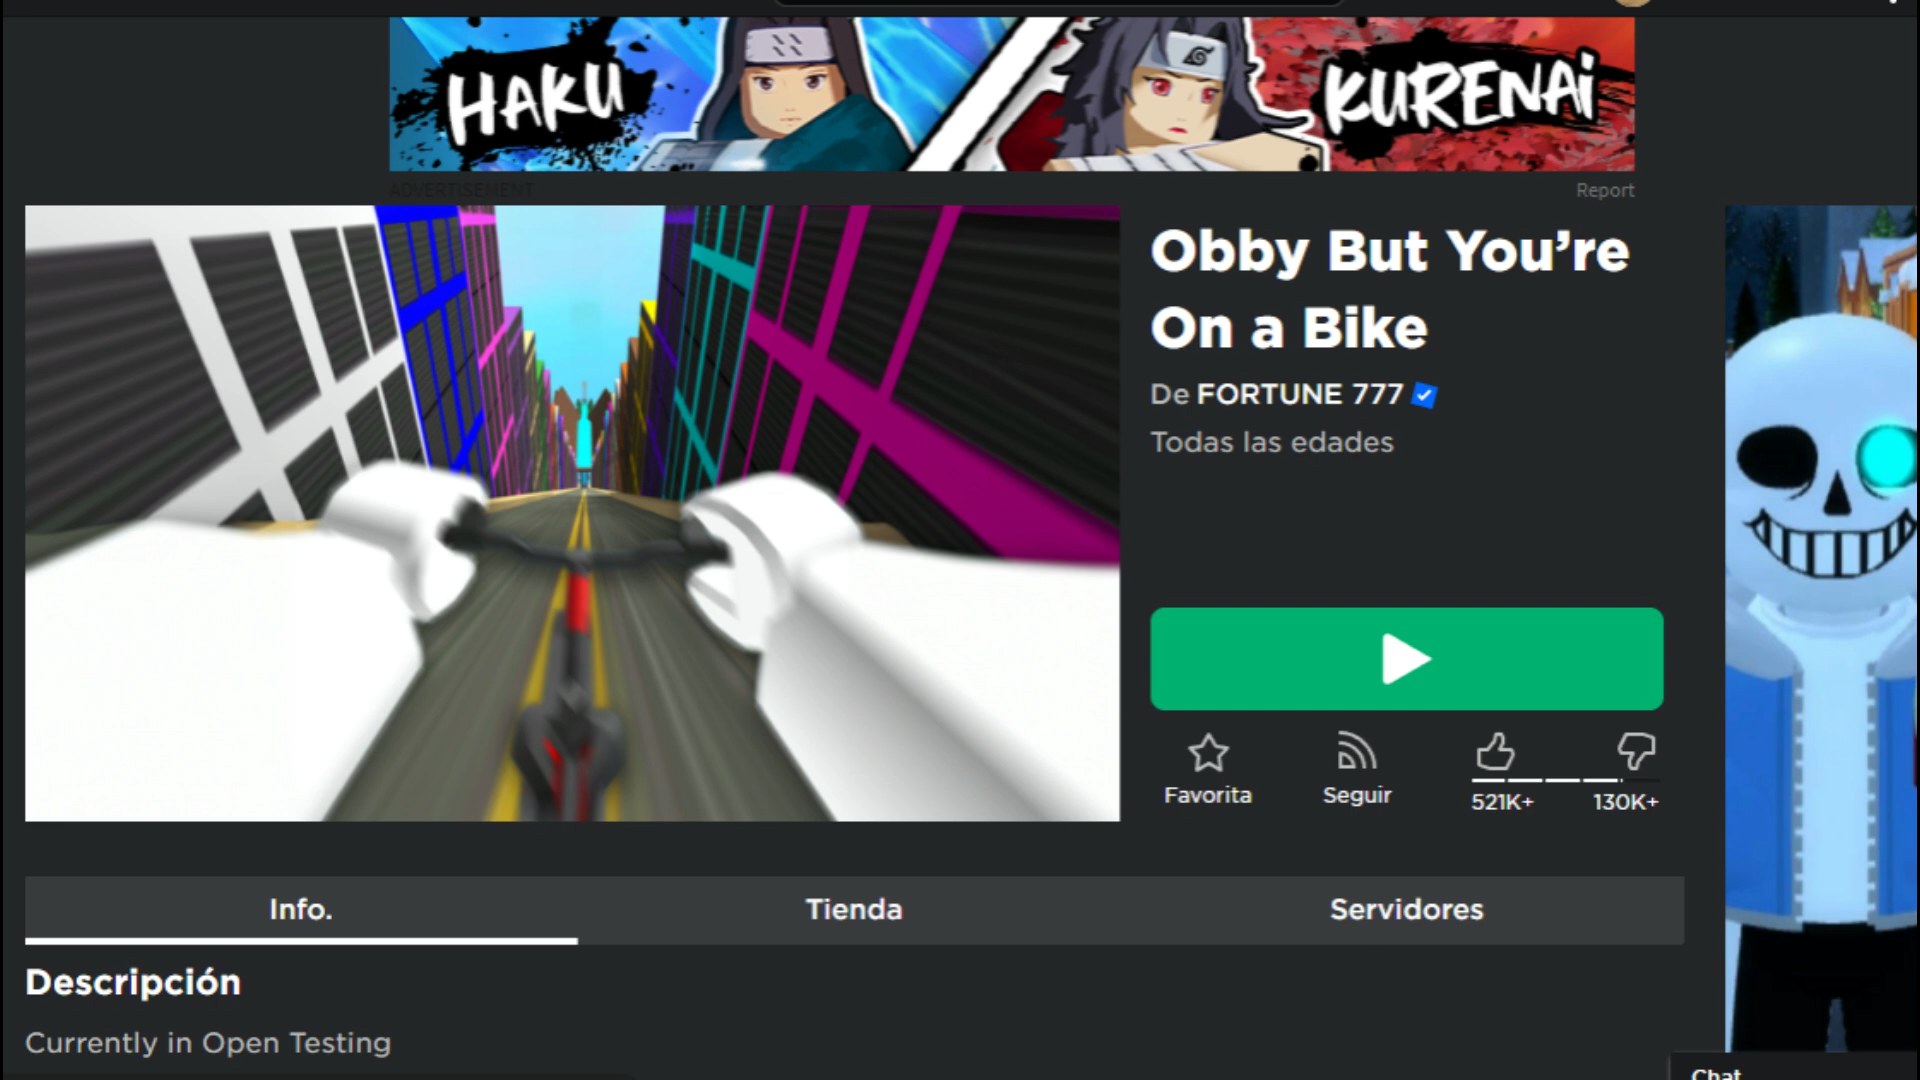 HAKU
KURENAi
ADVERTISEMENT
Report
Obby But You’re
On a Bike
De FORTUNE 777
Todas las edades
Favorita
Seguir
521K+
130K+
Info.
Tienda
Servidores
Descripción
Currently in Open Testing
Chat